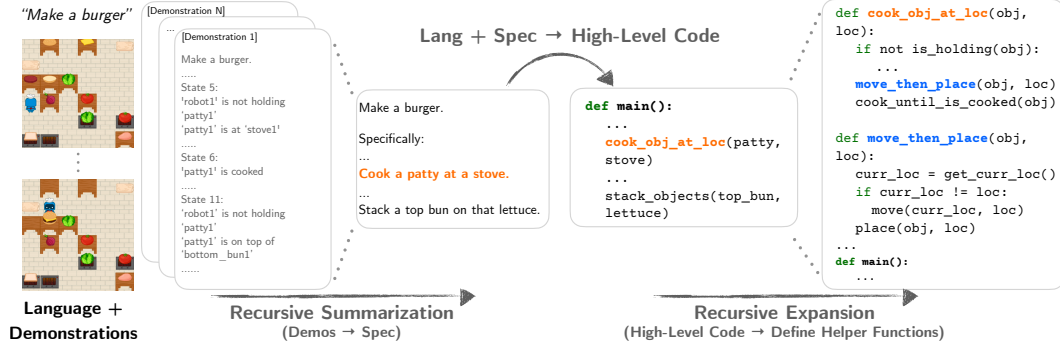 “Make a burger”
Language +
Demonstrations
[Demonstration N]
...
[Demonstration 1]
Make a burger.
.....
State 5:
'robot1' is not holding
'patty1'
'patty1' is at 'stove1'
.....
State 6:
'patty1' is cooked
.....
State 11:
'robot1' is not holding
'patty1'
'patty1' is on top of
'bottom_bun1'
......
Recursive Summarization
(Demos → Spec)
Make a burger.
Specifically:
...
Cook a patty at a stove.
...
Stack a top bun on that lettuce.
Lang + Spec → High-Level Code
def main():
...
cook_obj_at_loc(patty,
stove)
...
stack_objects(top_bun,
lettuce)
Recursive Expansion
(High-Level Code → Define Helper Functions)
def cook_obj_at_loc(obj,
loc):
if not is_holding(obj):
...
move_then_place(obj, loc)
cook_until_is_cooked(obj)
def move_then_place(obj,
loc):
curr_loc = get_curr_loc()
if curr_loc != loc:
move(curr_loc, loc)
place(obj, loc)
...
def main():
...